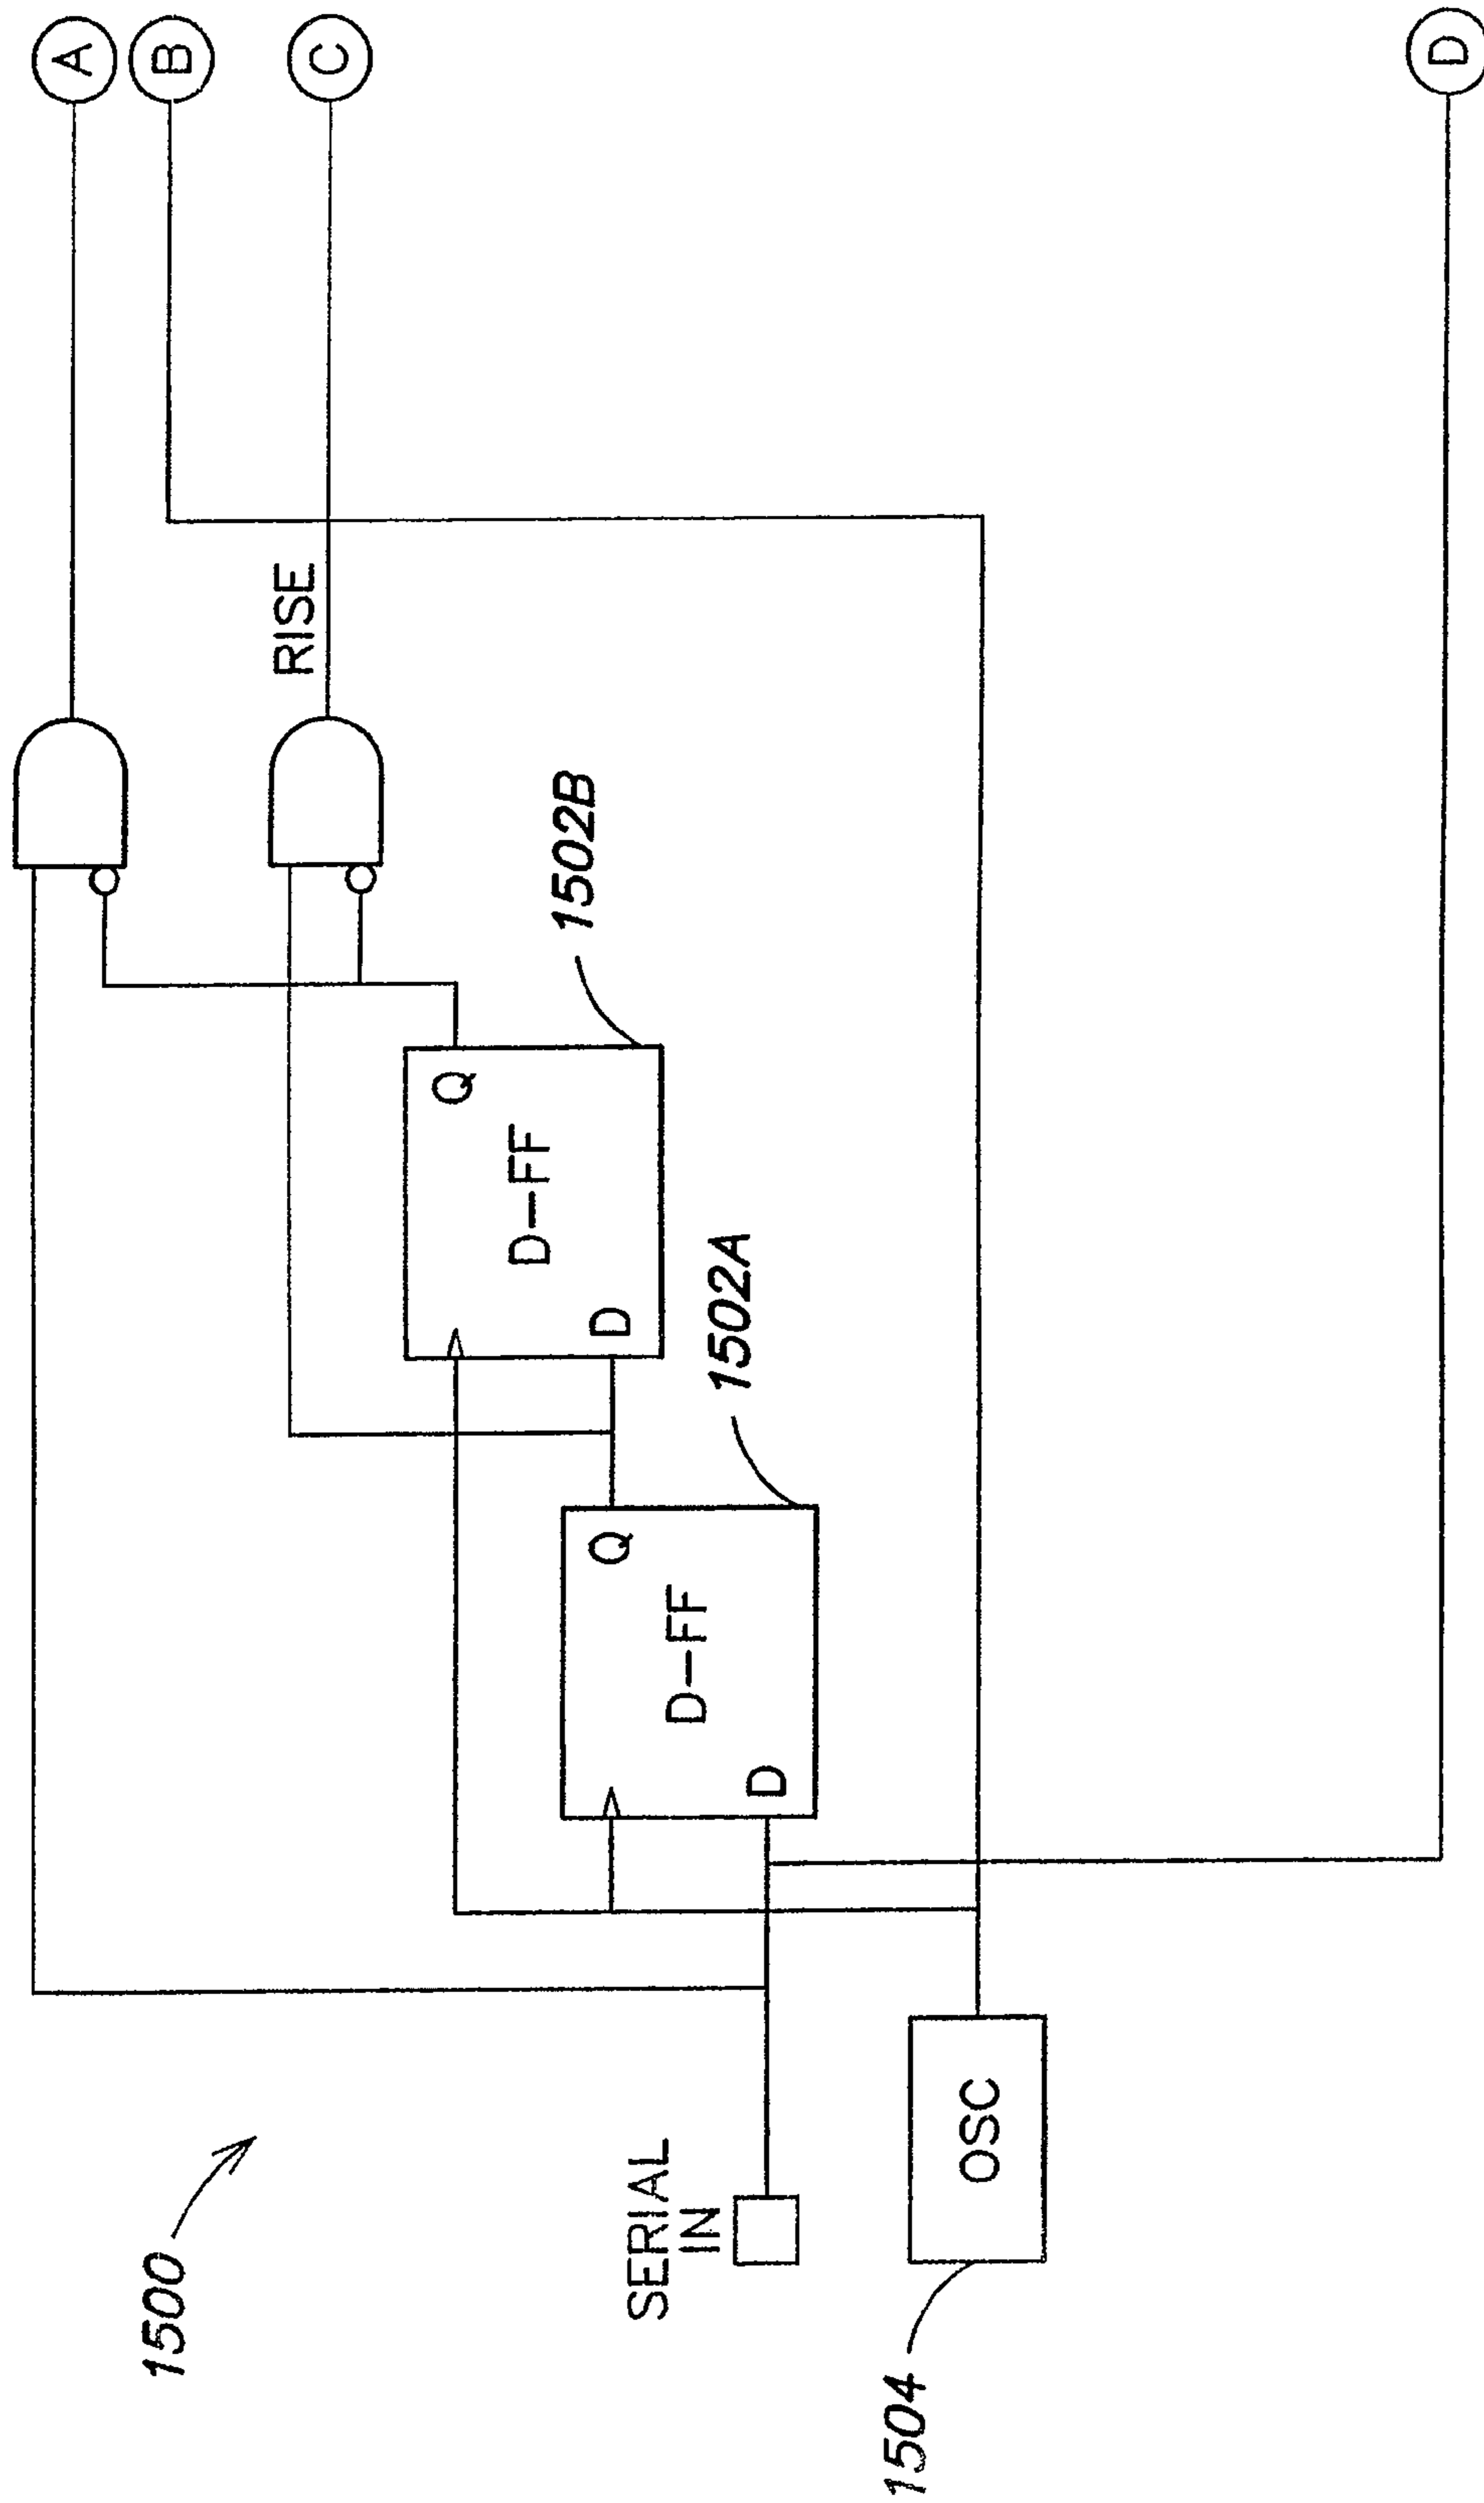 1500
A
B
RISE
C
Q
D-FF
D
1502B
Q
D-FF
D
1502A
SERIAL
IN
OSC
1504
D